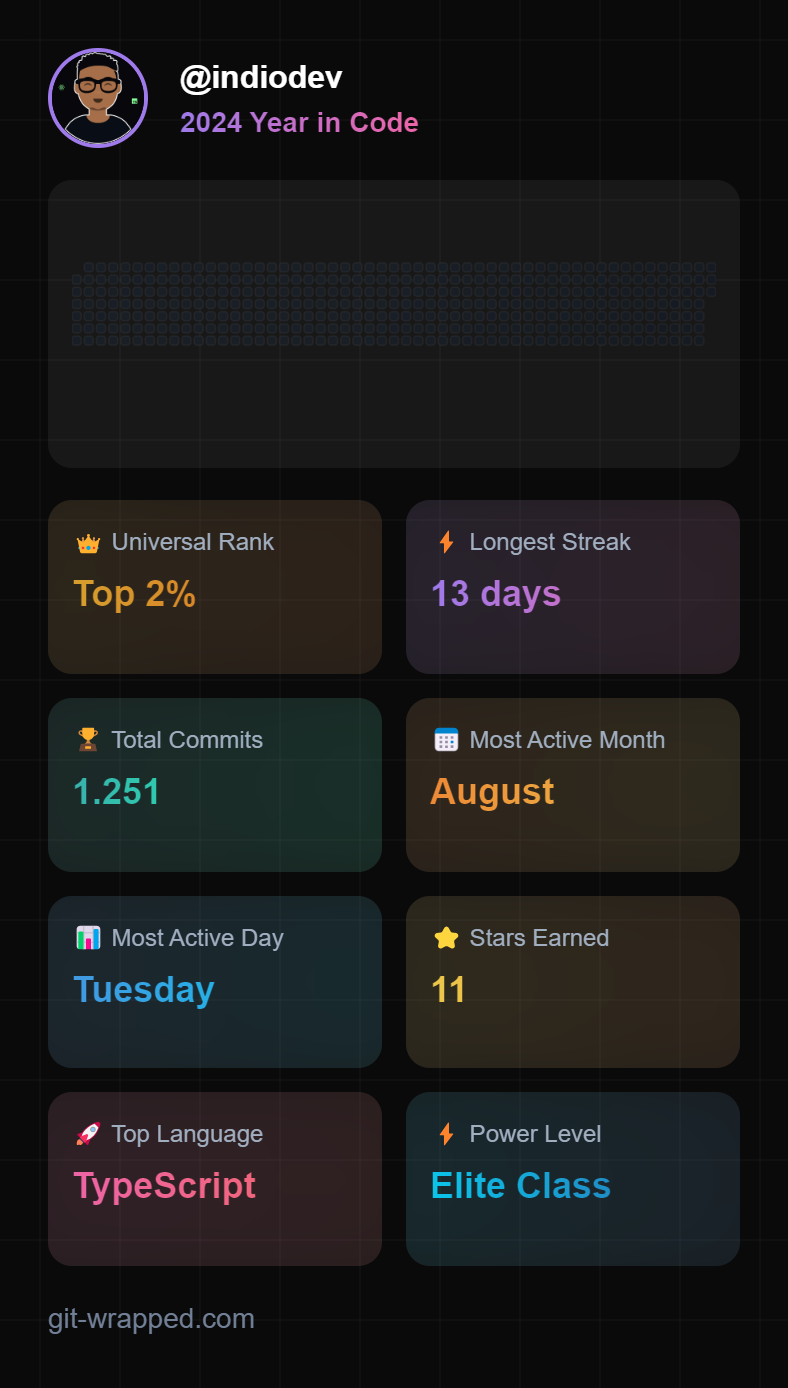 @indiodev
2024 Year in Code
Universal Rank
Top 2%
Longest Streak
13 days
Total Commits
1.251
Most Active Month
August
Most Active Day
Tuesday
Stars Earned
11
Top Language
TypeScript
Power Level
Elite Class
git-wrapped.com